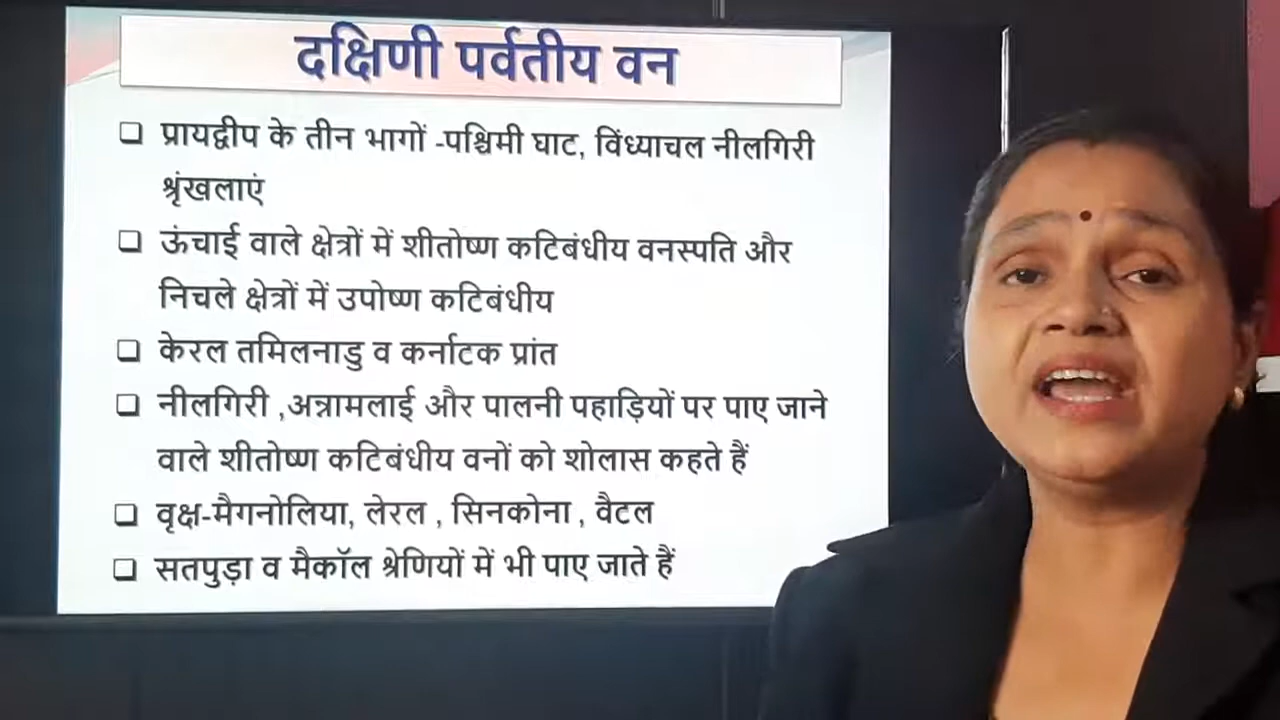 दक्षिणी पर्वतीय वन
❑ प्रायद्वीप के तीन भागों -पश्चिमी घाट, विंध्याचल नीलगिरी
श्रृंखलाएं
❑ ऊंचाई वाले क्षेत्रों में शीतोष्ण कटिबंधीय वनस्पति और
निचले क्षेत्रों में उपोष्ण कटिबंधीय
❑ केरल तमिलनाडु व कर्नाटक प्रांत
❑ नीलगिरी ,अन्नामलाई और पालनी पहाड़ियों पर पाए जाने
वाले शीतोष्ण कटिबंधीय वनों को शोलास कहते हैं
❑ वृक्ष-मैगनोलिया, लेरल , सिनकोना , वैटल
❑ सतपुड़ा व मैकॉल श्रेणियों में भी पाए जाते हैं